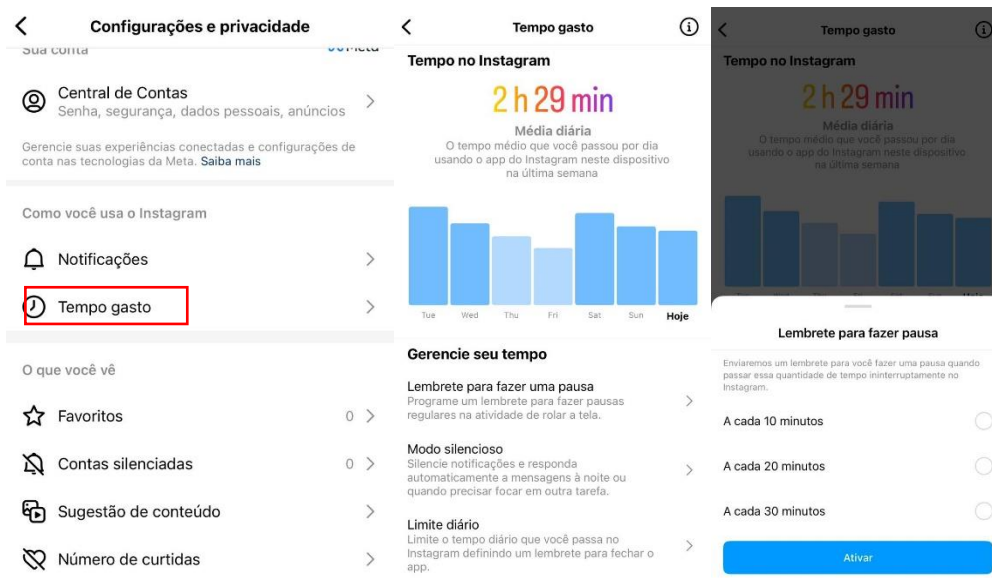 Configurações e privacidade
Sua conta
Meta
Central de Contas
Senha, segurança, dados pessoais, anúncios
Gerencie suas experiências conectadas e configurações de
conta nas tecnologias da Meta. Saiba mais
Como você usa o Instagram
Notificações
Tempo gasto
O que você vê
Favoritos 0
Contas silenciadas 0
Sugestão de conteúdo
Número de curtidas
Tempo gasto
Tempo no Instagram
2 h 29 min
Média diária
O tempo médio que você passou por dia
usando o app do Instagram neste dispositivo
na última semana
Tue Wed Thu Fri Sat Sun Hoje
Gerencie seu tempo
Lembrete para fazer uma pausa
Programe um lembrete para fazer pausas
regulares na atividade de rolar a tela.
Modo silencioso
Silencie notificações e responda
automaticamente a mensagens à noite ou
quando precisar focar em outra tarefa.
Limite diário
Limite o tempo diário que você passa no
Instagram definindo um lembrete para fechar o
app.
Tempo gasto
Tempo no Instagram
2 h 29 min
Média diária
O tempo médio que você passou por dia
usando o app do Instagram neste dispositivo
na última semana
Lembrete para fazer pausa
Enviaremos um lembrete para você fazer uma pausa quando
passar essa quantidade de tempo ininterruptamente no
Instagram.
A cada 10 minutos
A cada 20 minutos
A cada 30 minutos
Ativar